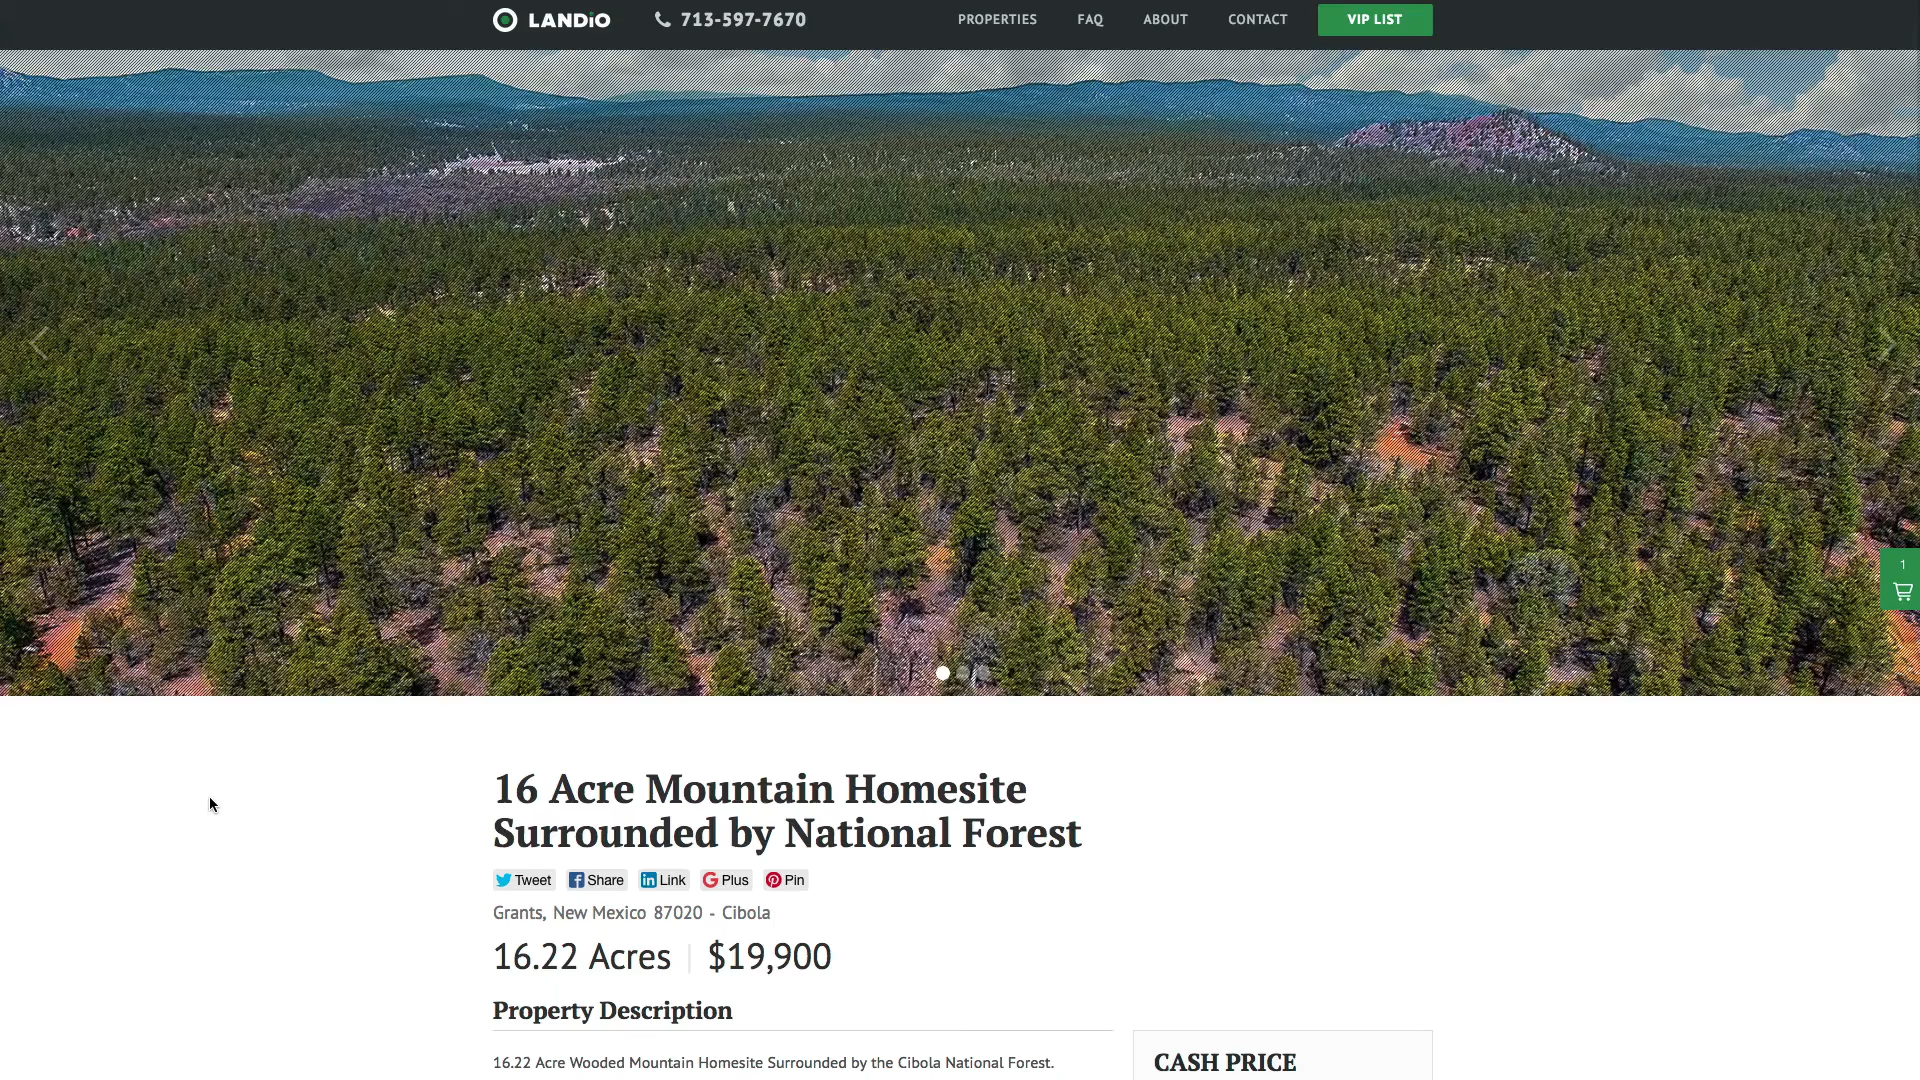 LANDiO 713-597-7670 PROPERTIES FAQ ABOUT CONTACT VIP LIST
1
16 Acre Mountain Homesite
Surrounded by National Forest
Tweet Share Link Plus Pin
Grants, New Mexico 87020 - Cibola
16.22 Acres | $19,900
Property Description
16.22 Acre Wooded Mountain Homesite Surrounded by the Cibola National Forest.
CASH PRICE